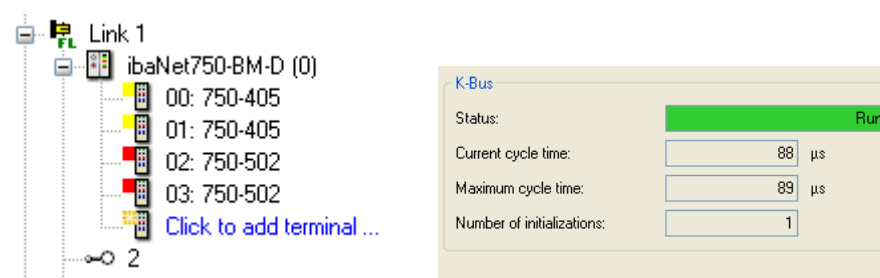 Link 1
FL
ibaNet750-BM-D (0)
00: 750-405
01: 750-405
02: 750-502
03: 750-502
Click to add terminal ...
2
K-Bus
Status: Run
Current cycle time: 88 µs
Maximum cycle time: 89 µs
Number of initializations: 1